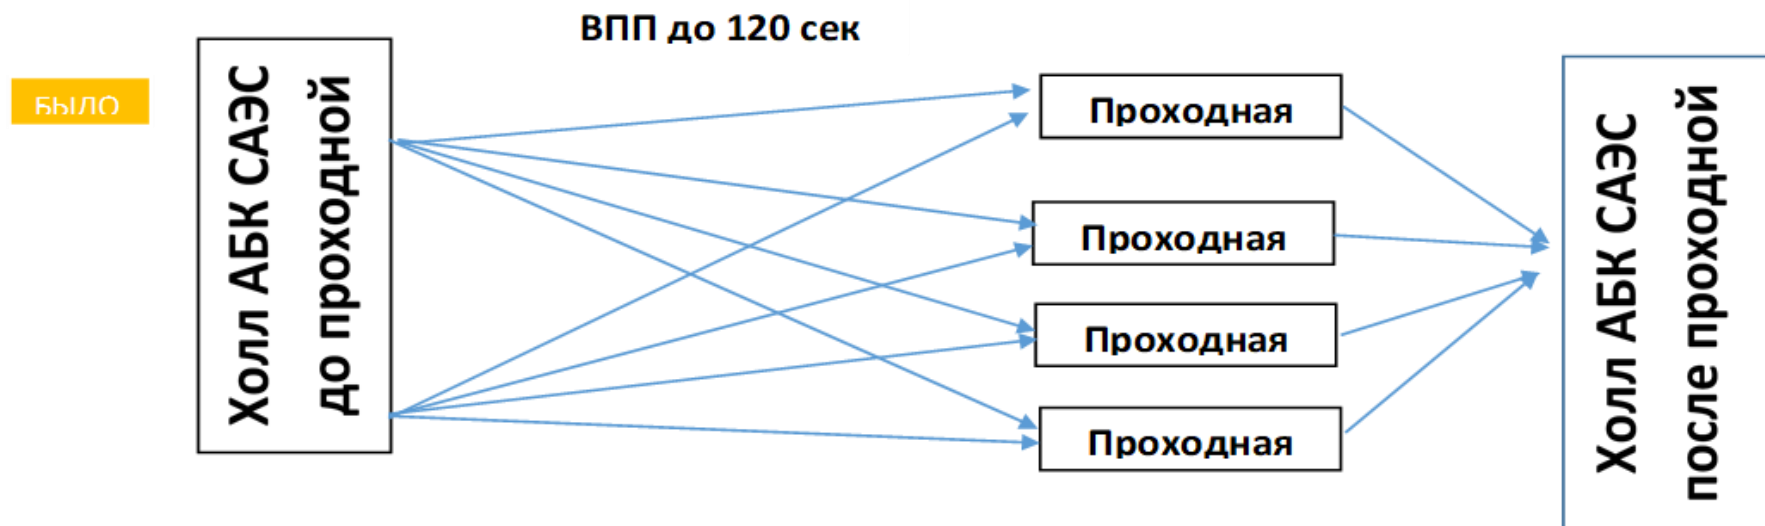 ВПП до 120 сек
БЫЛО
Холл АБК САЭС
до проходной
Проходная
Проходная
Проходная
Проходная
Холл АБК САЭС
после проходной